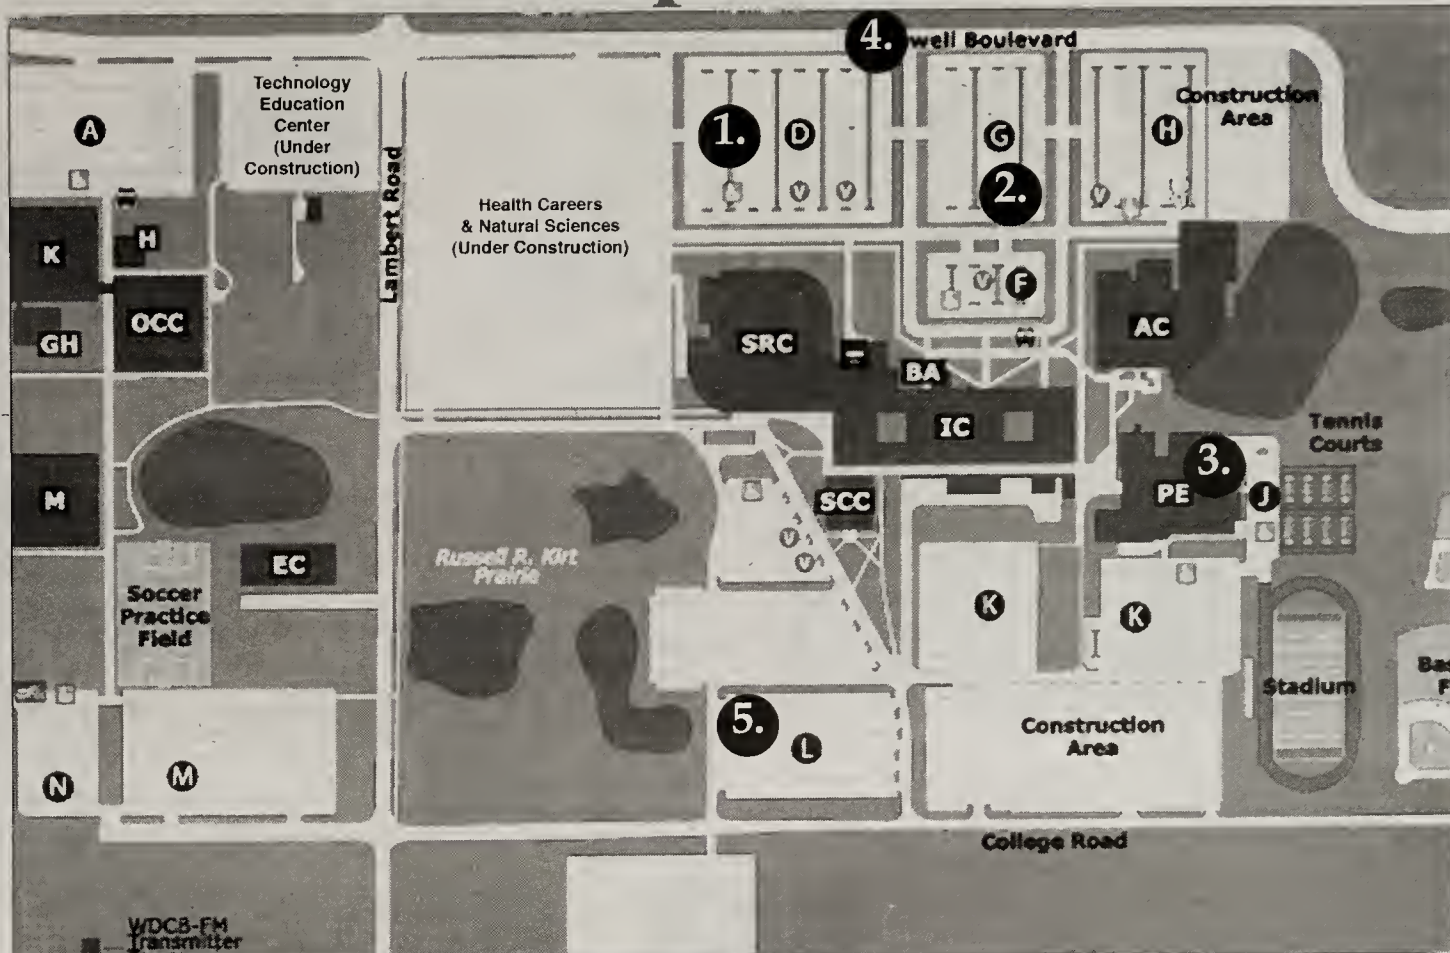 4.
well Boulevard
Technology
Education
Center
(Under
Construction)
A
1.
D
G
H
Construction
Area
2.
V
V
V
Lambert Road
Health Careers
& Natural Sciences
(Under Construction)
K
H
V
F
OCC
GH
SRC
AC
BA
IC
Tennis
Courts
3.
M
SCC
PE
J
V
V
Russell R. Kirt
Prairie
EC
Soccer
Practice
Field
K
K
Stadium
Bas
F
5.
L
Construction
Area
N
M
College Road
WDCB-FM
Transmitter